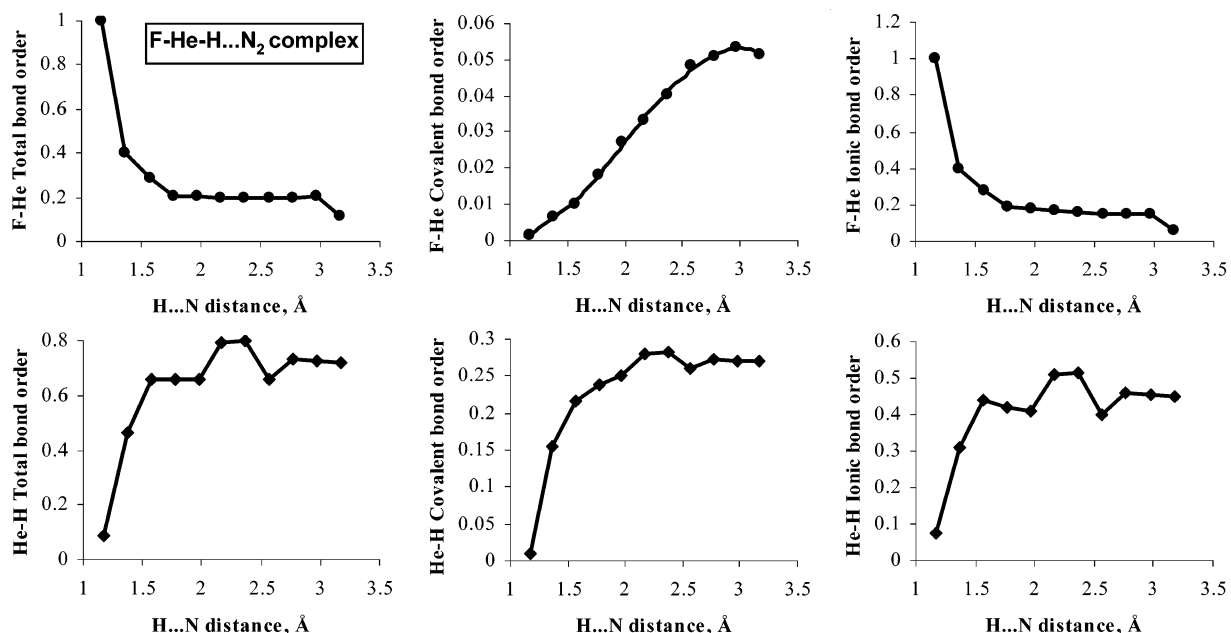 F-He-H...N2 complex
F-He Total bond order
1
0.8
0.6
0.4
0.2
0
1 1.5 2 2.5 3 3.5
H...N distance, Å
F-He Covalent bond order
0.06
0.05
0.04
0.03
0.02
0.01
0
1 1.5 2 2.5 3 3.5
H...N distance, Å
F-He Ionic bond order
1.2
1
0.8
0.6
0.4
0.2
0
1 1.5 2 2.5 3 3.5
H...N distance, Å
He-H Total bond order
0.8
0.6
0.4
0.2
0
1 1.5 2 2.5 3 3.5
H...N distance, Å
He-H Covalent bond order
0.3
0.25
0.2
0.15
0.1
0.05
0
1 1.5 2 2.5 3 3.5
H...N distance, Å
He-H Ionic bond order
0.6
0.5
0.4
0.3
0.2
0.1
0
1 1.5 2 2.5 3 3.5
H...N distance, Å